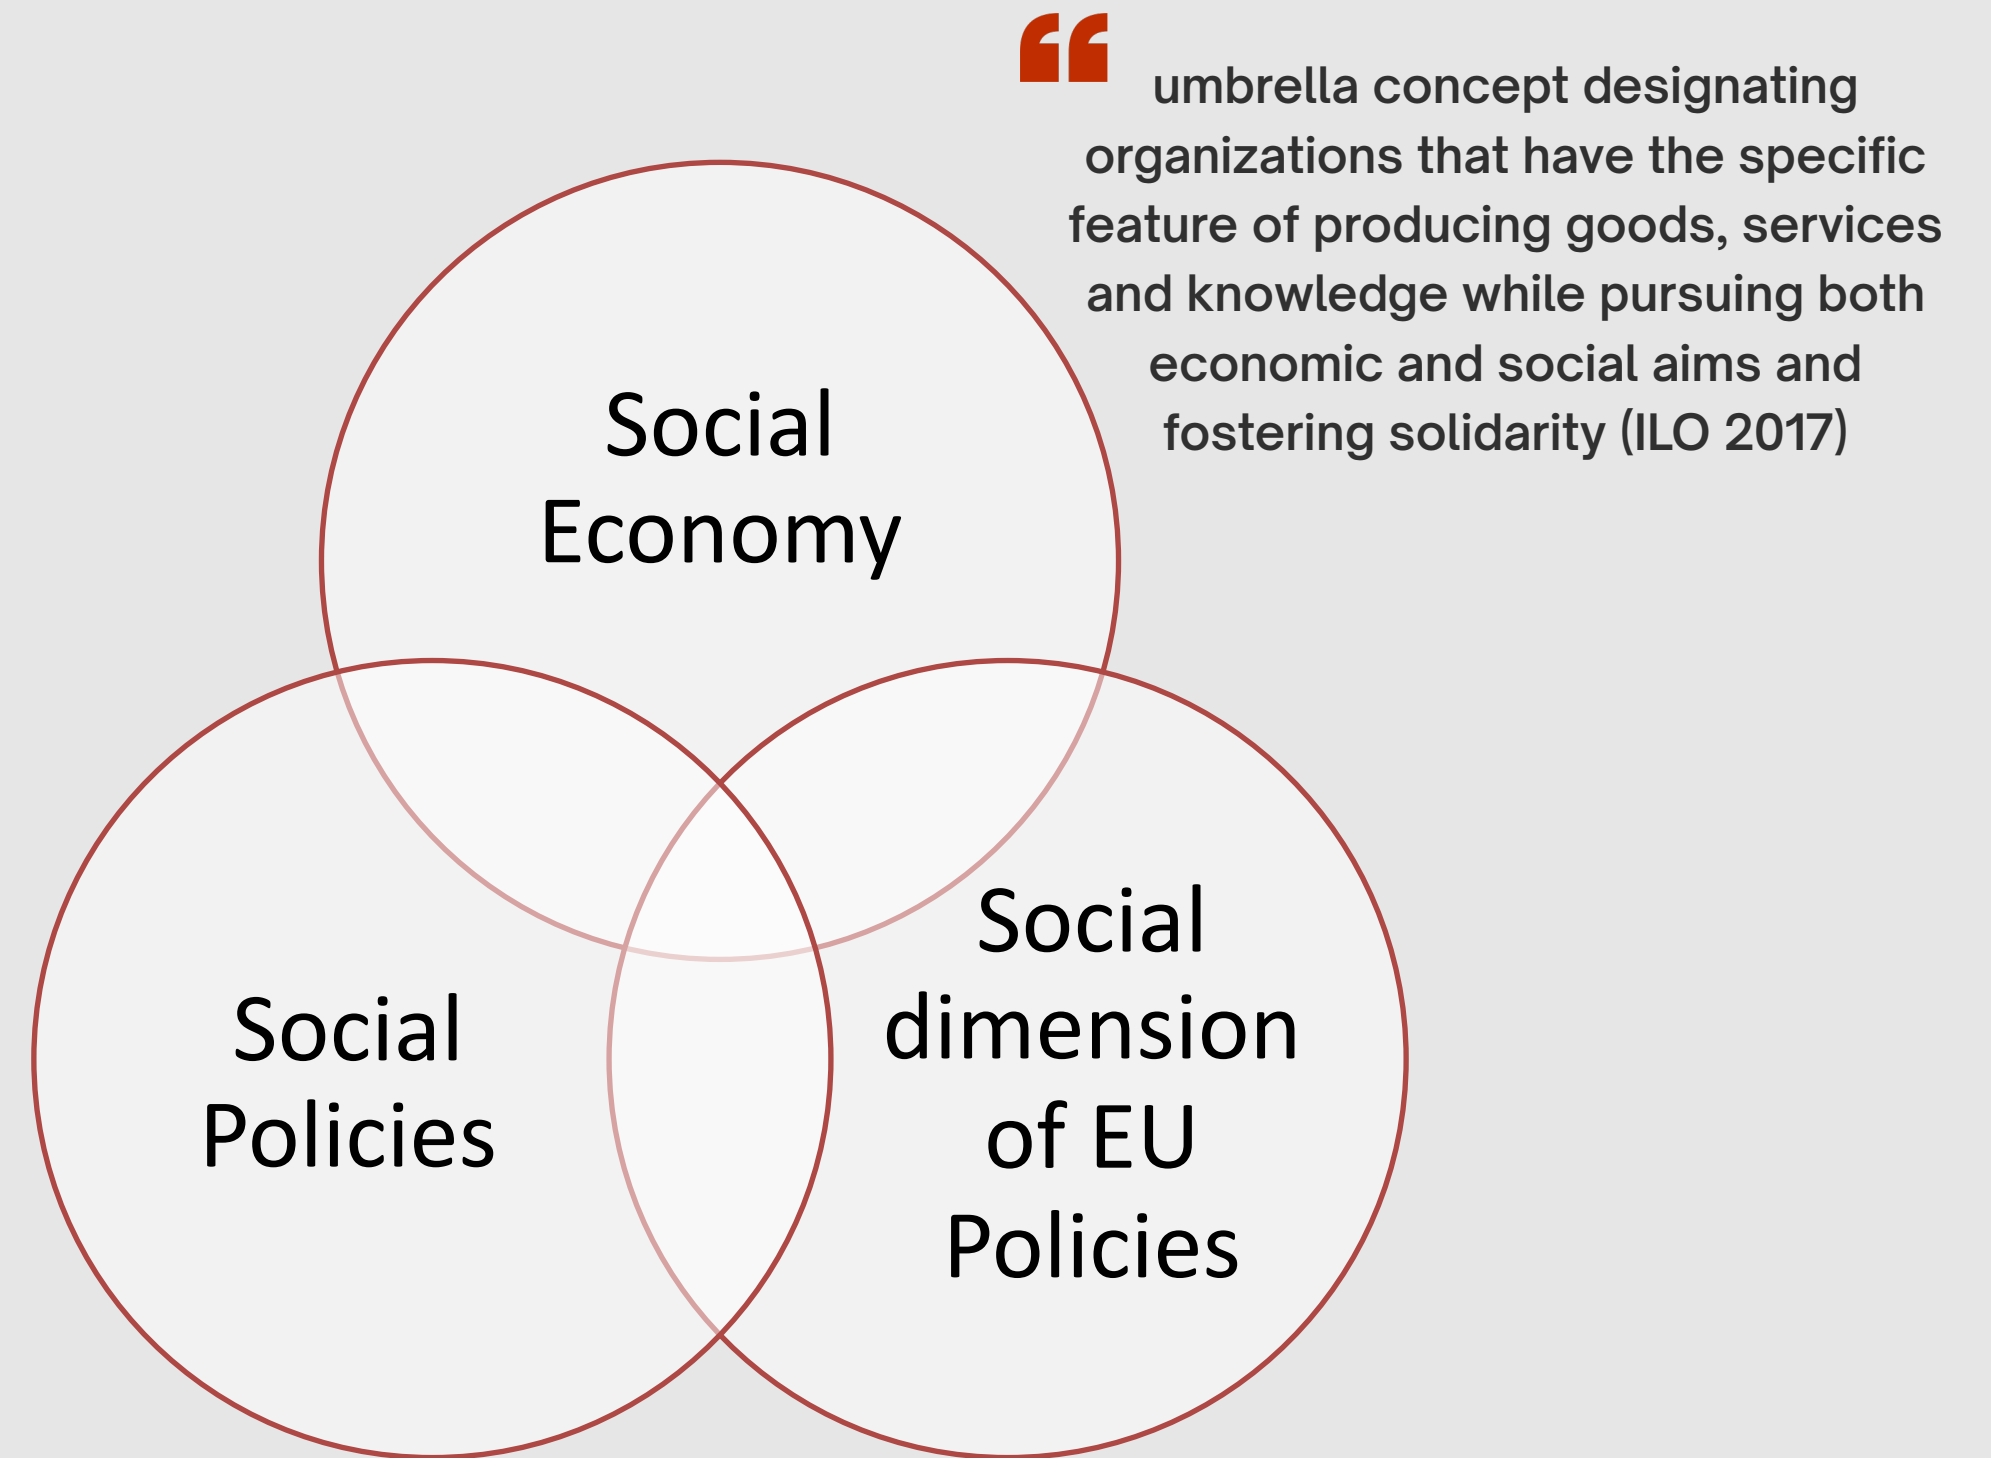 “
umbrella concept designating
organizations that have the specific
feature of producing goods, services
and knowledge while pursuing both
economic and social aims and
fostering solidarity (ILO 2017)
Social
Economy
Social
Policies
Social
dimension
of EU
Policies